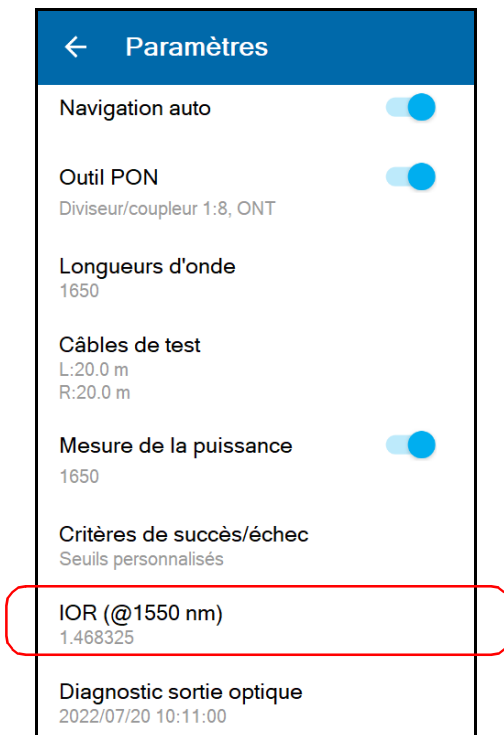 Paramètres
Navigation auto
Outil PON
Diviseur/coupleur 1:8, ONT
Longueurs d'onde
1650
Câbles de test
L:20.0 m
R:20.0 m
Mesure de la puissance
1650
Critères de succès/échec
Seuils personnalisés
IOR (@1550 nm)
1.468325
Diagnostic sortie optique
2022/07/20 10:11:00